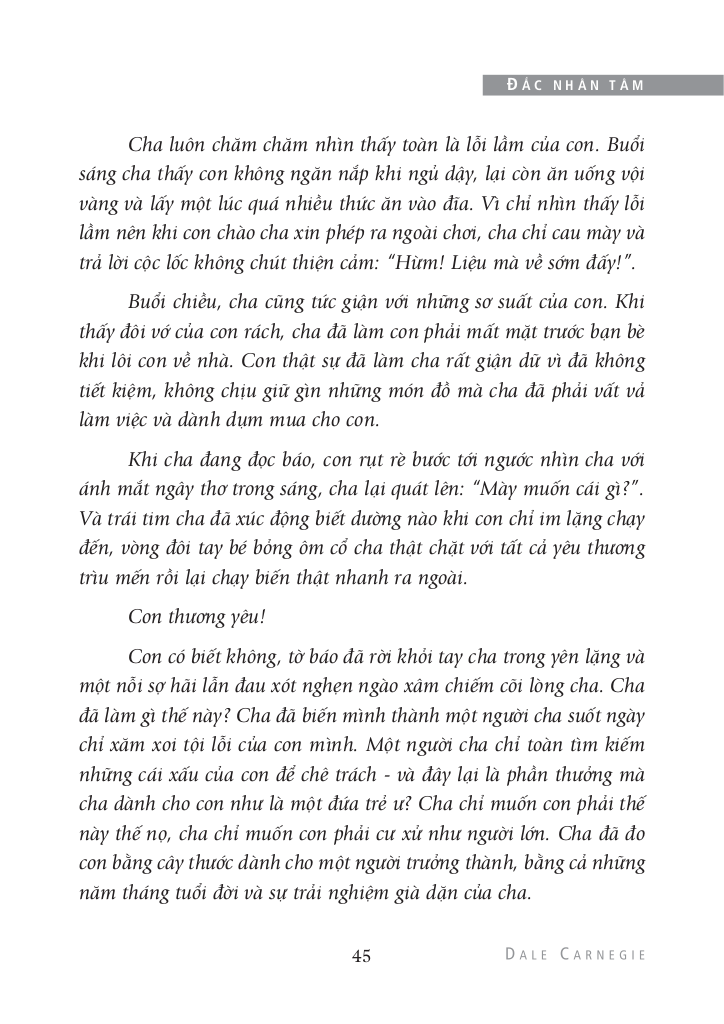 ĐẮC NHÂN TÂM
Cha luôn chăm chăm nhìn thấy toàn là lỗi lầm của con. Buổi
sáng cha thấy con không ngăn nắp khi ngủ dậy, lại còn ăn uống vội
vàng và lấy một lúc quá nhiều thức ăn vào đĩa. Vì chỉ nhìn thấy lỗi
lầm nên khi con chào cha xin phép ra ngoài chơi, cha chỉ cau mày và
trả lời cộc lốc không chút thiện cảm: “Hừm! Liệu mà về sớm đấy!”.
Buổi chiều, cha cũng tức giận với những sơ suất của con. Khi
thấy đôi vớ của con rách, cha đã làm con phải mất mặt trước bạn bè
khi lôi con về nhà. Con thật sự đã làm cha rất giận dữ vì đã không
tiết kiệm, không chịu giữ gìn những món đồ mà cha đã phải vất vả
làm việc và dành dụm mua cho con.
Khi cha đang đọc báo, con rụt rè bước tới ngước nhìn cha với
ánh mắt ngây thơ trong sáng, cha lại quát lên: “Mày muốn cái gì?”.
Và trái tim cha đã xúc động biết dường nào khi con chỉ im lặng chạy
đến, vòng đôi tay bé bỏng ôm cổ cha thật chặt với tất cả yêu thương
trìu mến rồi lại chạy biến thật nhanh ra ngoài.
Con thương yêu!
Con có biết không, tờ báo đã rời khỏi tay cha trong yên lặng và
một nỗi sợ hãi lẫn đau xót nghẹn ngào xâm chiếm cõi lòng cha. Cha
đã làm gì thế này? Cha đã biến mình thành một người cha suốt ngày
chỉ xăm xoi tội lỗi của con mình. Một người cha chỉ toàn tìm kiếm
những cái xấu của con để chê trách - và đây lại là phần thưởng mà
cha dành cho con như là một đứa trẻ ư? Cha chỉ muốn con phải thế
này thế nọ, cha chỉ muốn con phải cư xử như người lớn. Cha đã đo
con bằng cây thước dành cho một người trưởng thành, bằng cả những
năm tháng tuổi đời và sự trải nghiệm già dặn của cha.
45
DALE CARNEGIE